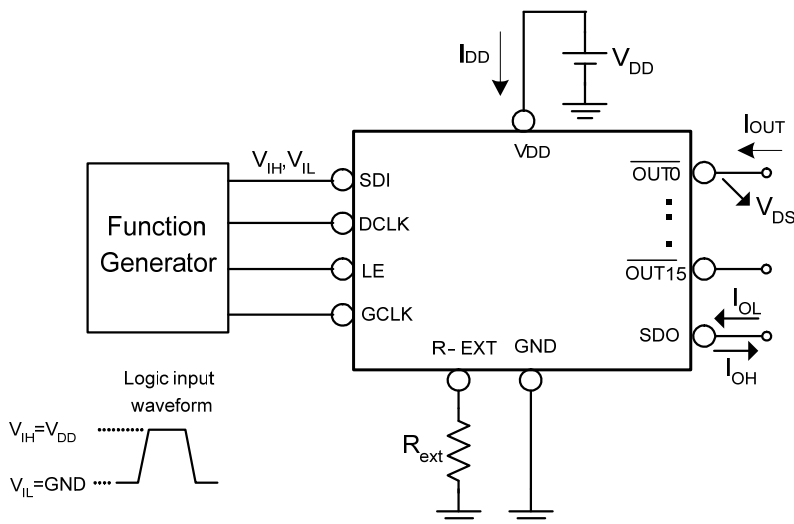 IDD
VDD
VDD
IOUT
VIH,VIL
SDI
OUT0
VDS
Function
Generator
DCLK
LE
OUT15
IOL
GCLK
SDO
R-EXT
GND
IOH
Logic input
waveform
VIH=VDD
Rext
VIL=GND